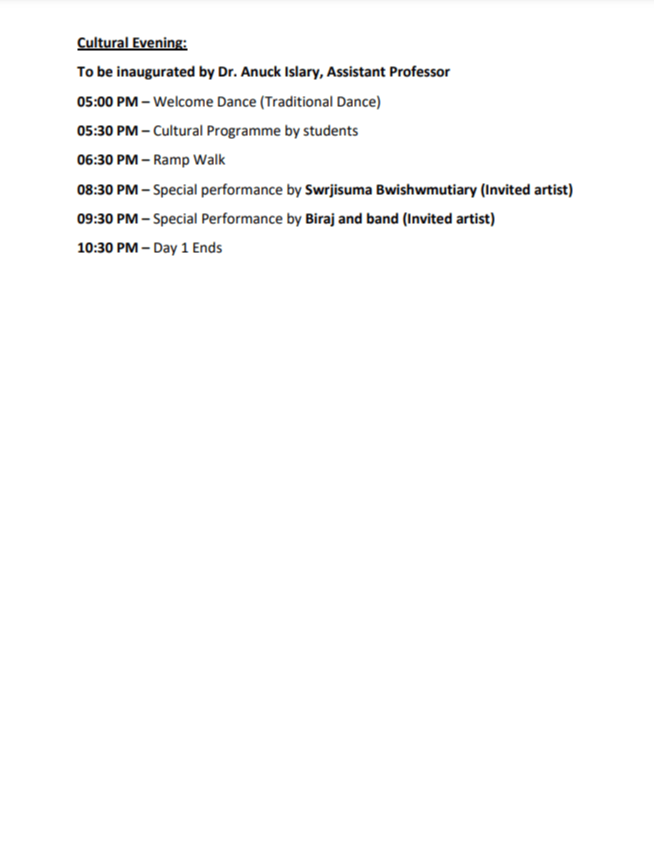 Cultural Evening:
To be inaugurated by Dr. Anuck Islary, Assistant Professor
05:00 PM – Welcome Dance (Traditional Dance)
05:30 PM – Cultural Programme by students
06:30 PM – Ramp Walk
08:30 PM – Special performance by Swrjisuma Bwishwmutiary (Invited artist)
09:30 PM – Special Performance by Biraj and band (Invited artist)
10:30 PM – Day 1 Ends